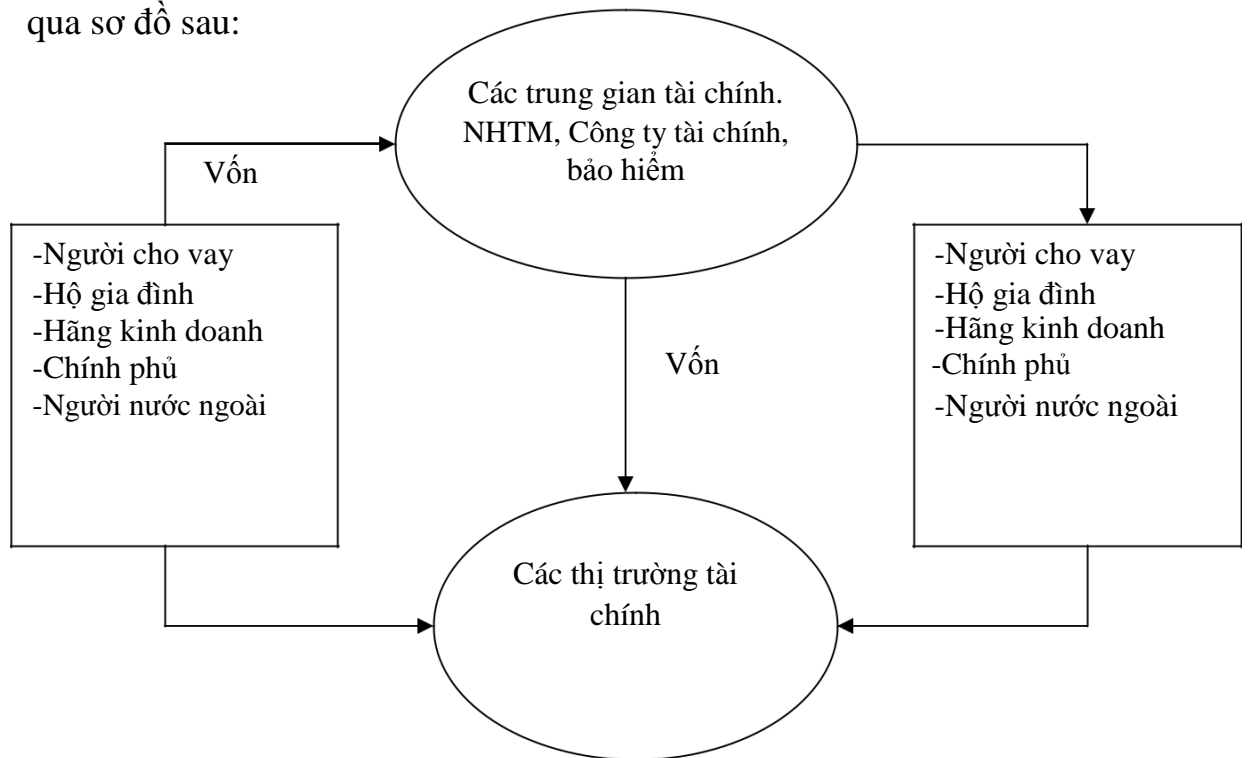 qua sơ đồ sau:
Các trung gian tài chính.
NHTM, Công ty tài chính,
bảo hiểm
Vốn
-Người cho vay
-Hộ gia đình
-Hãng kinh doanh
-Chính phủ
-Người nước ngoài
Vốn
-Người cho vay
-Hộ gia đình
-Hãng kinh doanh
-Chính phủ
-Người nước ngoài
Các thị trường tài
chính